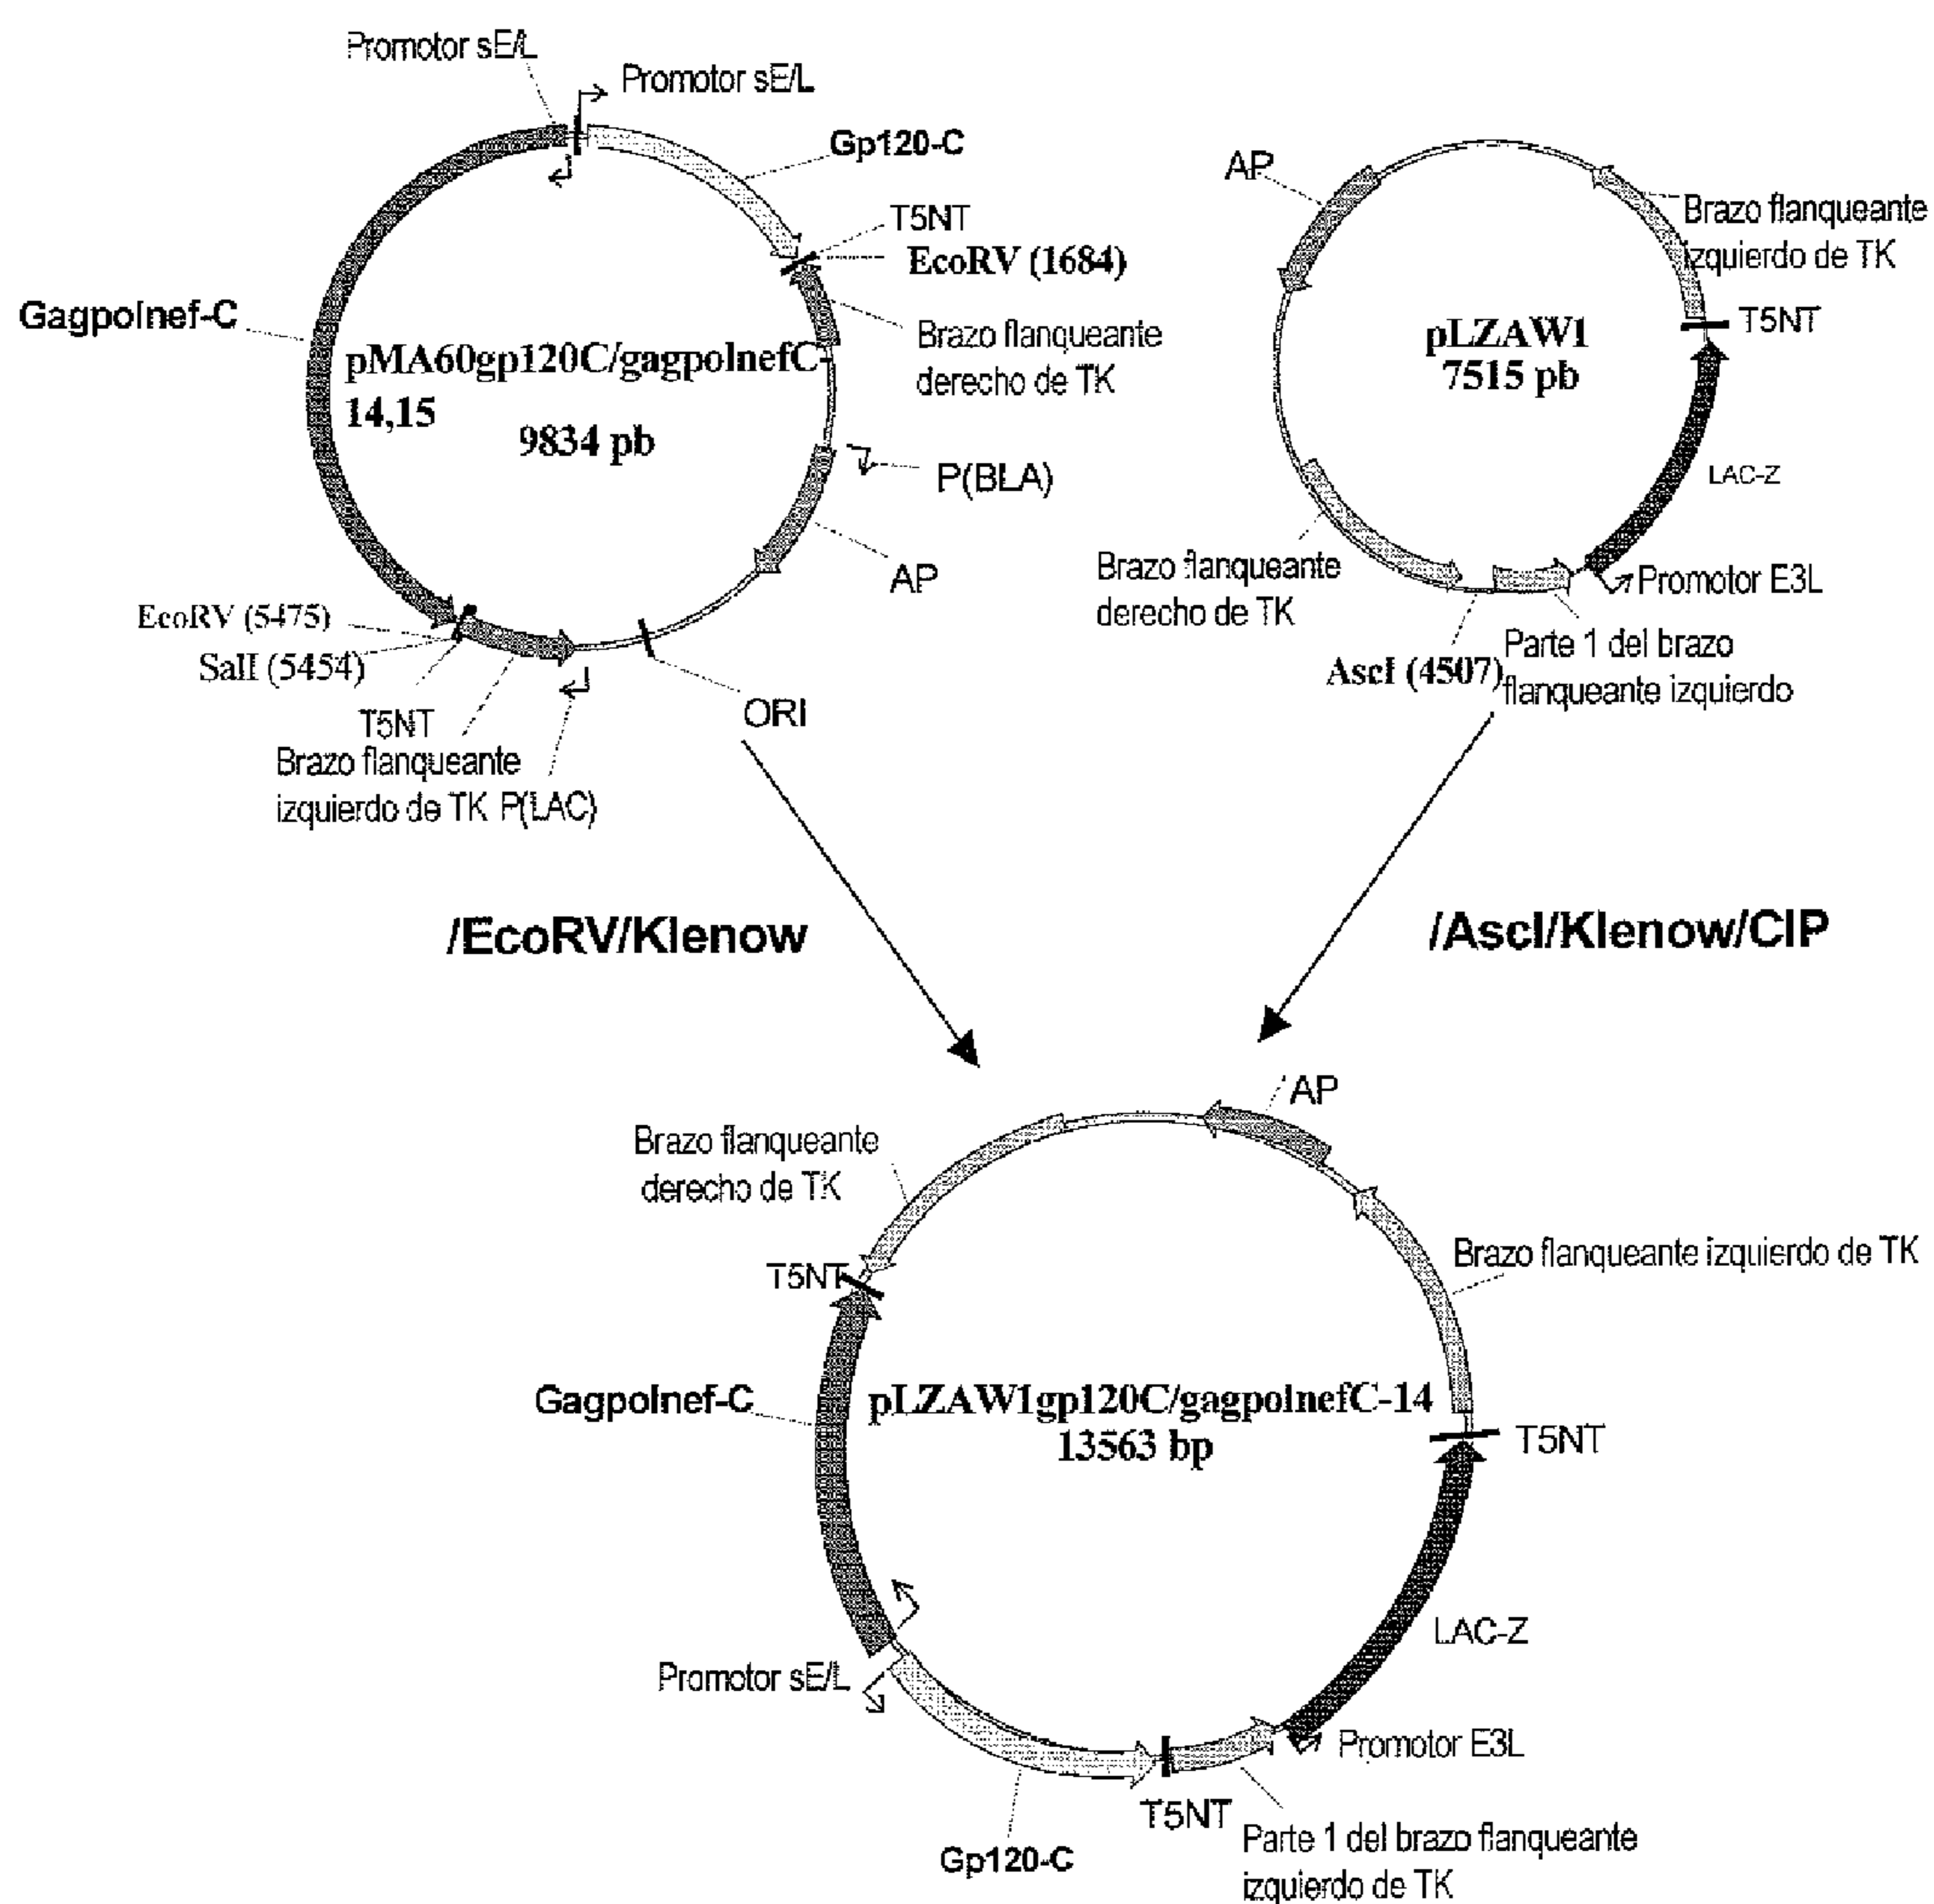 Promotor sE/L
Promotor sE/L
Gp120-C
T5NT
EcoRV (1684)
Brazo flanqueante
derecho de TK
GagpolnefC
pMA60gp120C/gagpolnefC-
14,15
9834 pb
P(BLA)
AP
EcoRV (5475)
SalI (5454)
T5NT
Brazo flanqueante
izquierdo de TK
P(LAC)
ORI
AP
Brazo flanqueante
izquierdo de TK
T5NT
pLZAW1
7515 pb
LAC-Z
Brazo flanqueante
derecho de TK
Promotor E3L
AscI (4507)
Parte 1 del brazo
flanqueante izquierdo
/EcoRV/Klenow
/AscI/Klenow/CIP
AP
Brazo flanqueante
derecho de TK
Brazo flanqueante izquierdo de TK
T5NT
Gagpolnef-C
pLZAW1gp120C/gagpolnefC-14
13563 bp
T5NT
LAC-Z
Promotor sE/L
Promotor E3L
T5NT
Parte 1 del brazo flanqueante
izquierdo de TK
Gp120-C